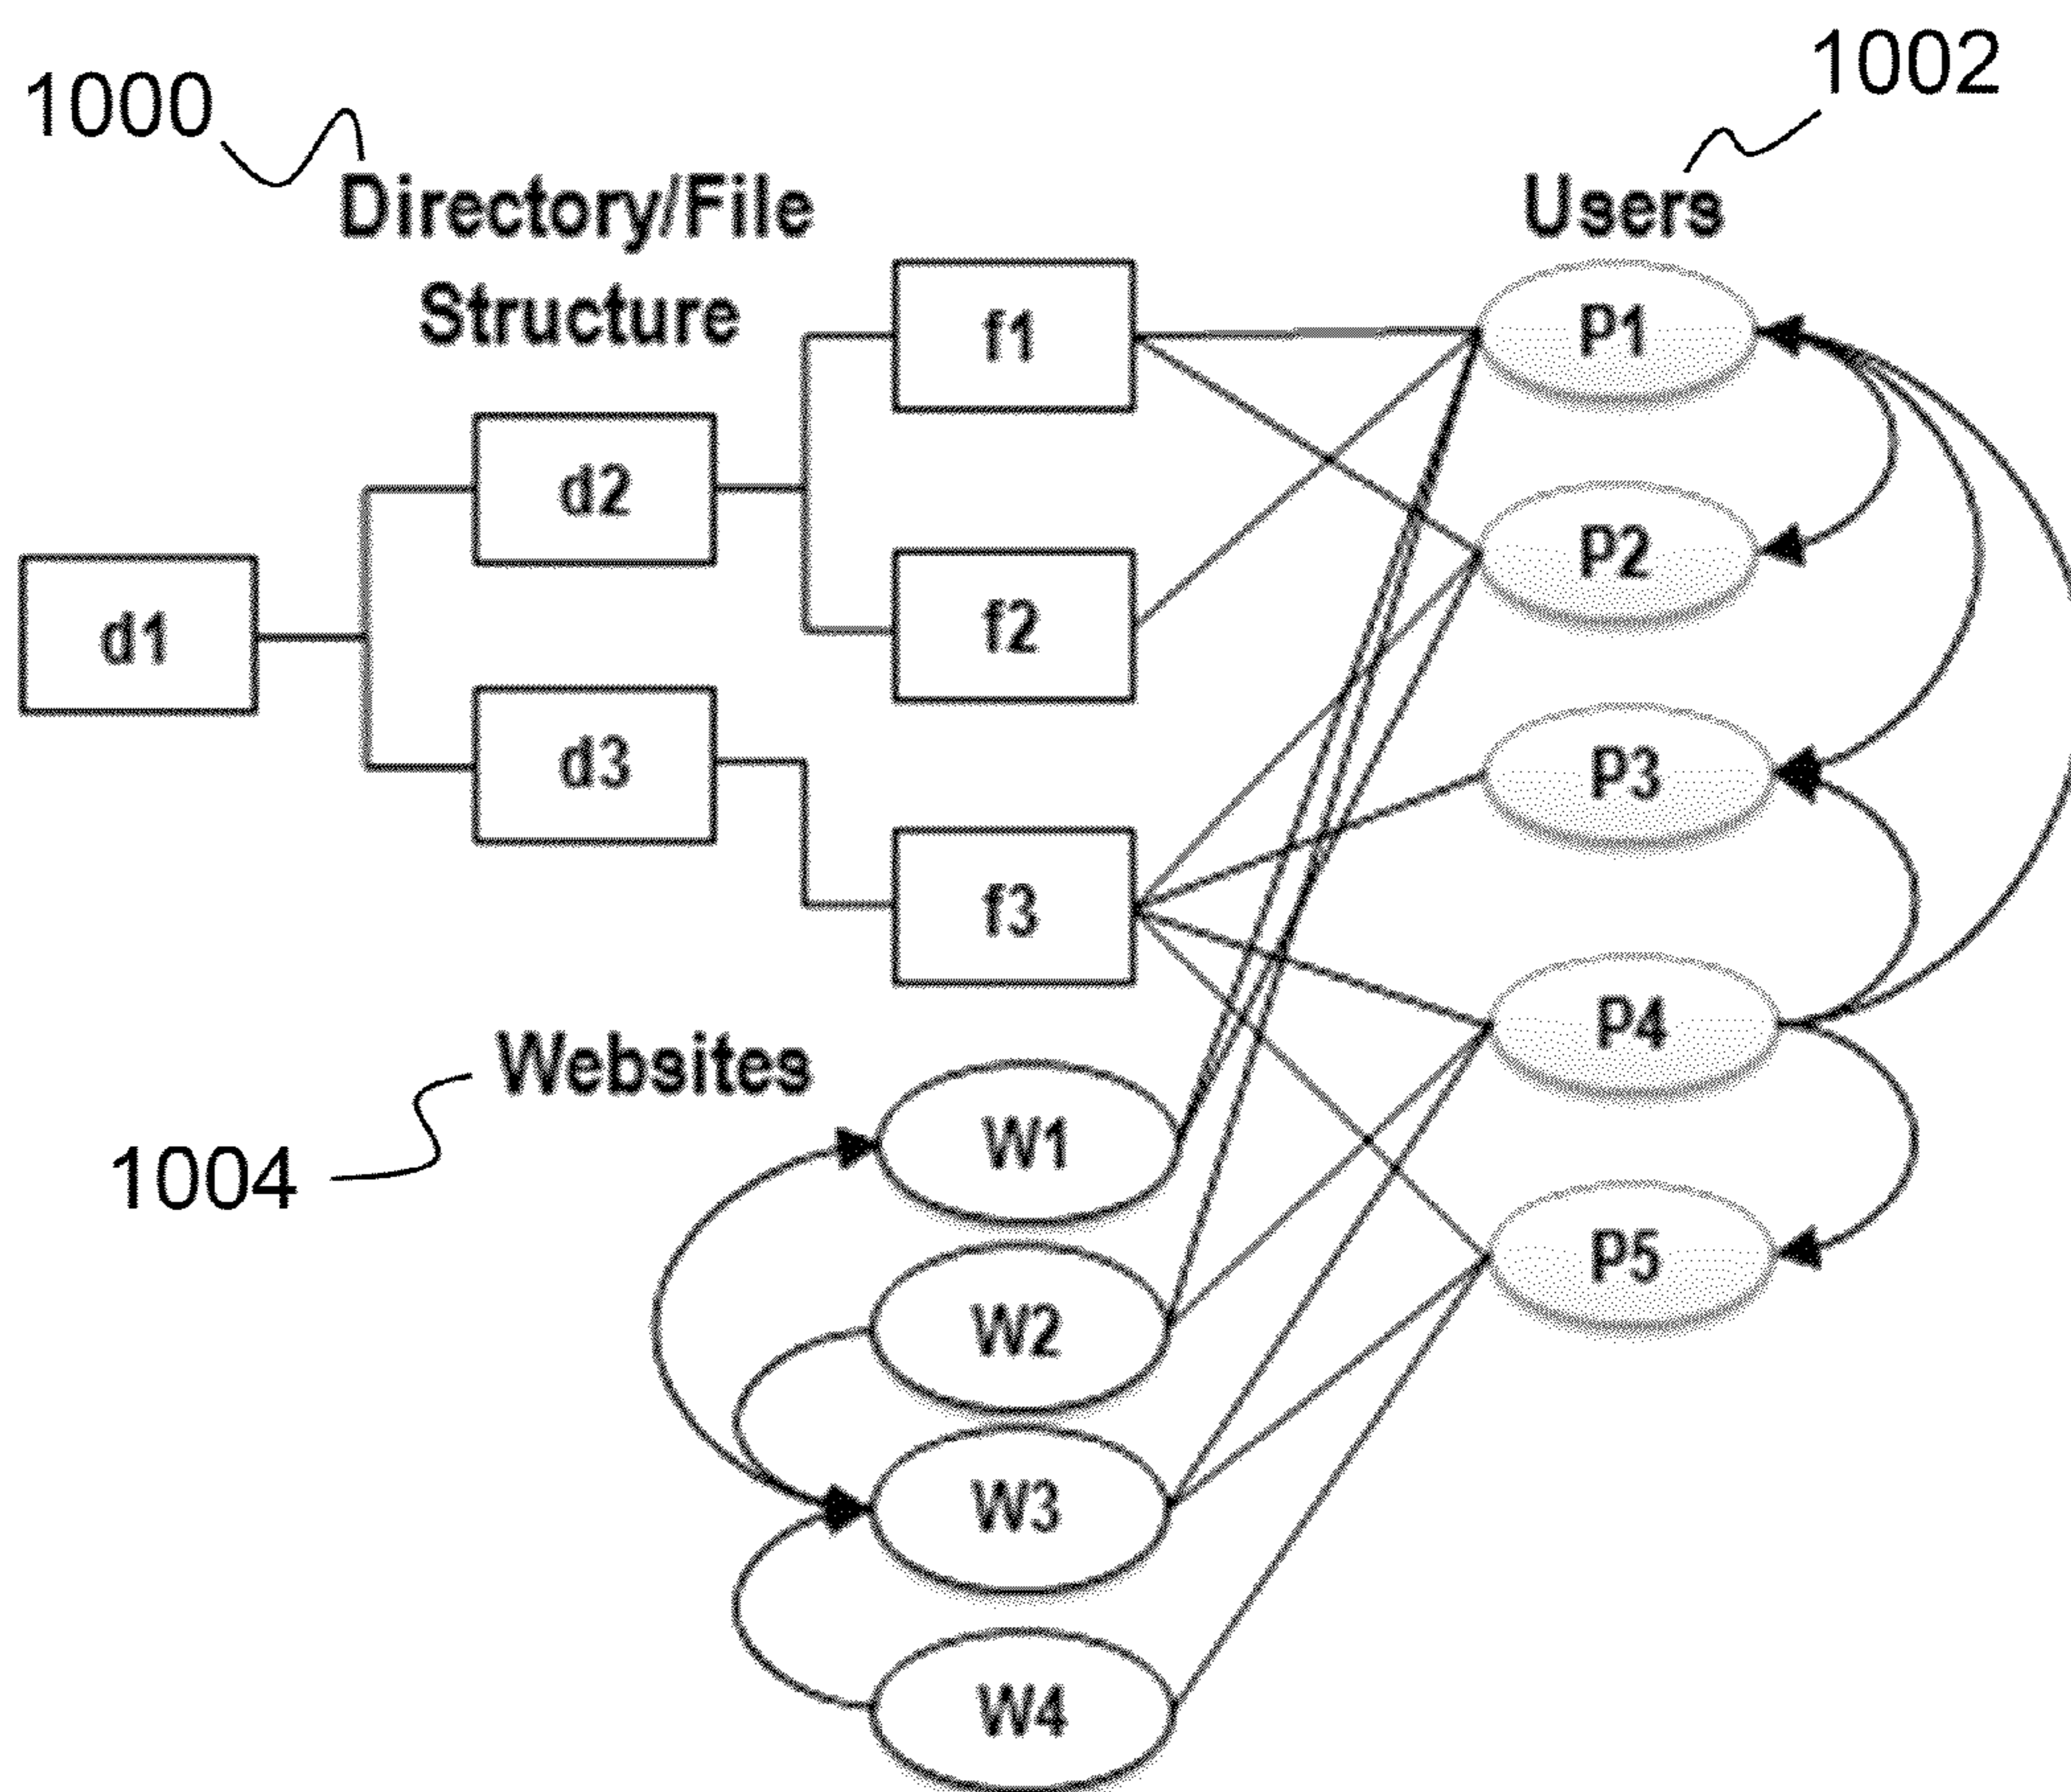 1000
1002
Directory/File
Structure
Users
f1
P1
d2
P2
d1
f2
d3
P3
f3
P4
Websites
W1
1004
P5
W2
W3
W4